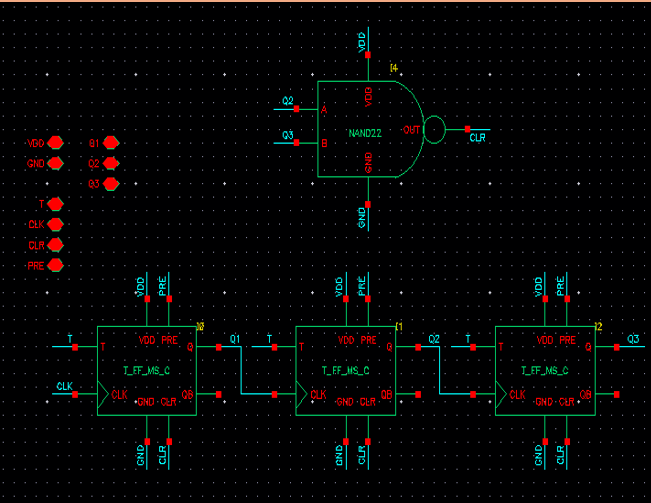 VDD
I4
VDD
Q2
A
Q3
B
NAND22
OUT
CLR
GND
GND
VDD
Q1
GND
Q2
Q3
T
CLK
CLR
PRE
VDD
PRE
VDD
PRE
VDD
PRE
T
VDD PRE
T
Q
Q1
T_FF_MS_C
CLK
CLK
QB
GND CLR
GND
CLR
T
I1
VDD PRE
T
Q
Q2
T_FF_MS_C
CLK
QB
GND CLR
GND
CLR
T
I2
VDD PRE
T
Q
Q3
T_FF_MS_C
CLK
QB
GND CLR
GND
CLR